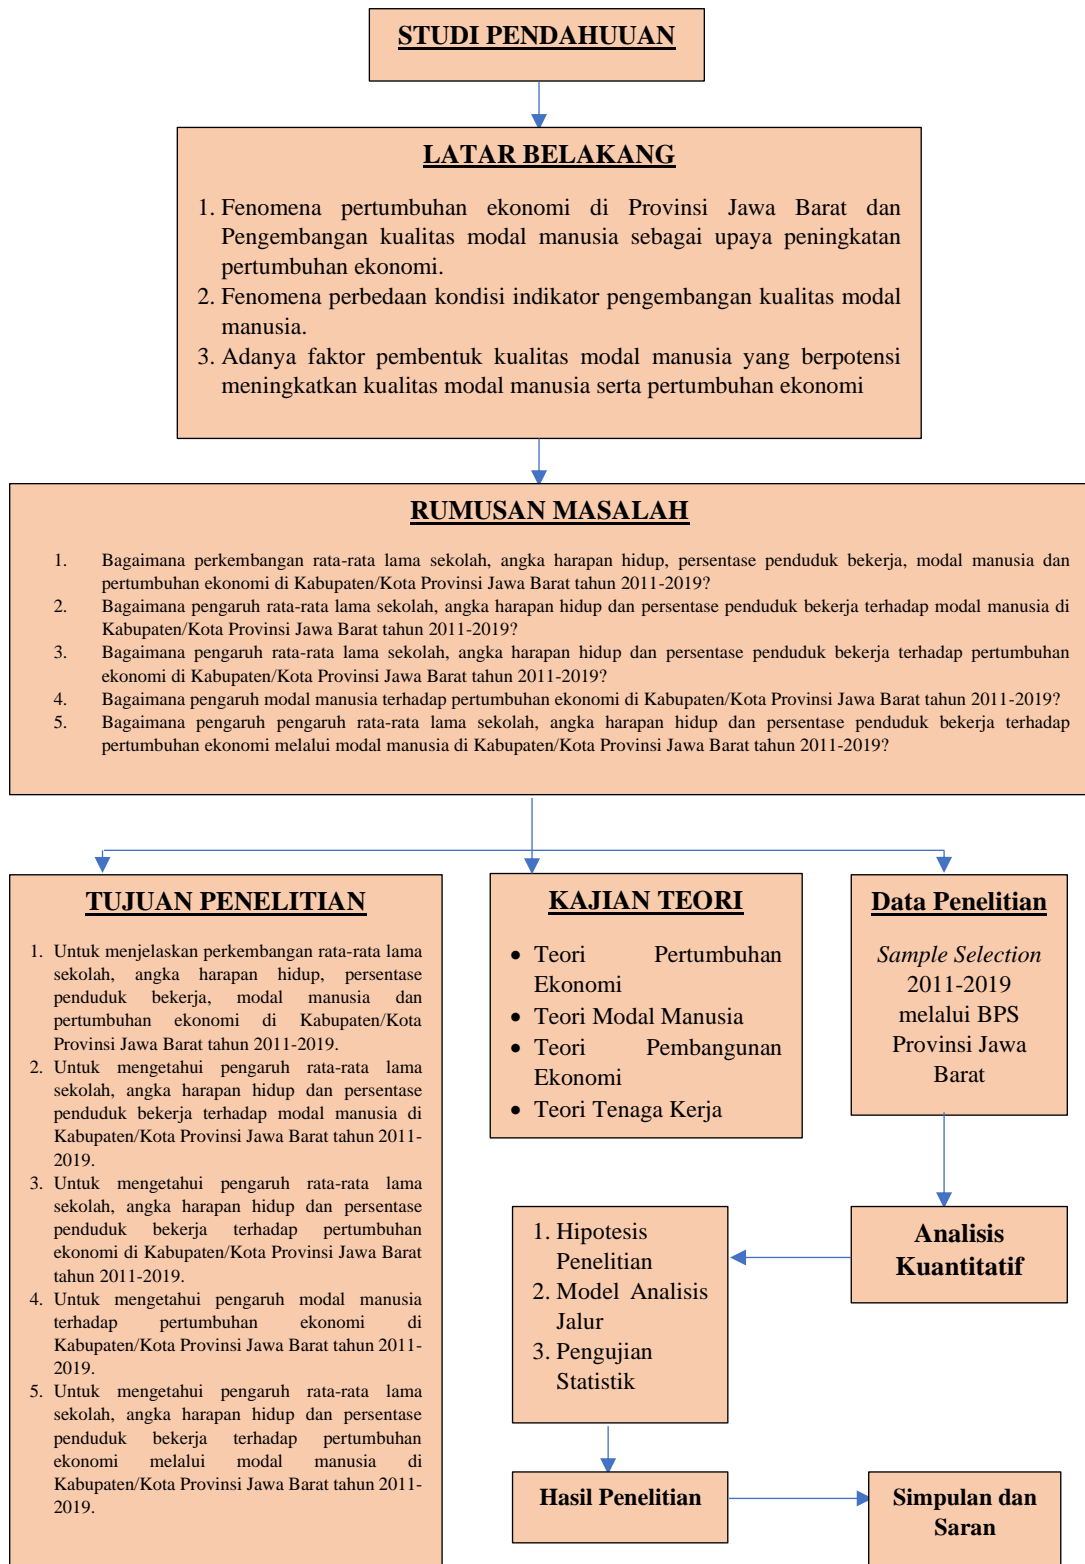 STUDI PENDAHUUAN
LATAR BELAKANG
1. Fenomena pertumbuhan ekonomi di Provinsi Jawa Barat dan
Pengembangan kualitas modal manusia sebagai upaya peningkatan
pertumbuhan ekonomi.
2. Fenomena perbedaan kondisi indikator pengembangan kualitas modal
manusia.
3. Adanya faktor pembentuk kualitas modal manusia yang berpotensi
meningkatkan kualitas modal manusia serta pertumbuhan ekonomi
RUMUSAN MASALAH
1. Bagaimana perkembangan rata-rata lama sekolah, angka harapan hidup, persentase penduduk bekerja, modal manusia dan
pertumbuhan ekonomi di Kabupaten/Kota Provinsi Jawa Barat tahun 2011-2019?
2. Bagaimana pengaruh rata-rata lama sekolah, angka harapan hidup dan persentase penduduk bekerja terhadap modal manusia di
Kabupaten/Kota Provinsi Jawa Barat tahun 2011-2019?
3. Bagaimana pengaruh rata-rata lama sekolah, angka harapan hidup dan persentase penduduk bekerja terhadap pertumbuhan
ekonomi di Kabupaten/Kota Provinsi Jawa Barat tahun 2011-2019?
4. Bagaimana pengaruh modal manusia terhadap pertumbuhan ekonomi di Kabupaten/Kota Provinsi Jawa Barat tahun 2011-2019?
5. Bagaimana pengaruh pengaruh rata-rata lama sekolah, angka harapan hidup dan persentase penduduk bekerja terhadap
pertumbuhan ekonomi melalui modal manusia di Kabupaten/Kota Provinsi Jawa Barat tahun 2011-2019?
TUJUAN PENELITIAN
1. Untuk menjelaskan perkembangan rata-rata lama
sekolah, angka harapan hidup, persentase
penduduk bekerja, modal manusia dan
pertumbuhan ekonomi di Kabupaten/Kota
Provinsi Jawa Barat tahun 2011-2019.
2. Untuk mengetahui pengaruh rata-rata lama
sekolah, angka harapan hidup dan persentase
penduduk bekerja terhadap modal manusia di
Kabupaten/Kota Provinsi Jawa Barat tahun 2011-
2019.
3. Untuk mengetahui pengaruh rata-rata lama
sekolah, angka harapan hidup dan persentase
penduduk bekerja terhadap pertumbuhan
ekonomi di Kabupaten/Kota Provinsi Jawa Barat
tahun 2011-2019.
4. Untuk mengetahui pengaruh modal manusia
terhadap pertumbuhan ekonomi di
Kabupaten/Kota Provinsi Jawa Barat tahun 2011-
2019.
5. Untuk mengetahui pengaruh rata-rata lama
sekolah, angka harapan hidup dan persentase
penduduk bekerja terhadap pertumbuhan
ekonomi melalui modal manusia di
Kabupaten/Kota Provinsi Jawa Barat tahun 2011-
2019.
KAJIAN TEORI
• Teori Pertumbuhan
Ekonomi
• Teori Modal Manusia
• Teori Pembangunan
Ekonomi
• Teori Tenaga Kerja
Data Penelitian
Sample Selection
2011-2019
melalui BPS
Provinsi Jawa
Barat
Analisis
Kuantitatif
1. Hipotesis
Penelitian
2. Model Analisis
Jalur
3. Pengujian
Statistik
Hasil Penelitian
Simpulan dan
Saran